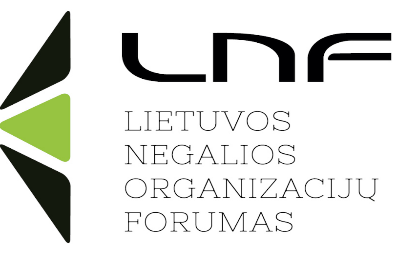 LNF
LIETUVOS
NEGALIOS
ORGANIZACIJŲ
FORUMAS